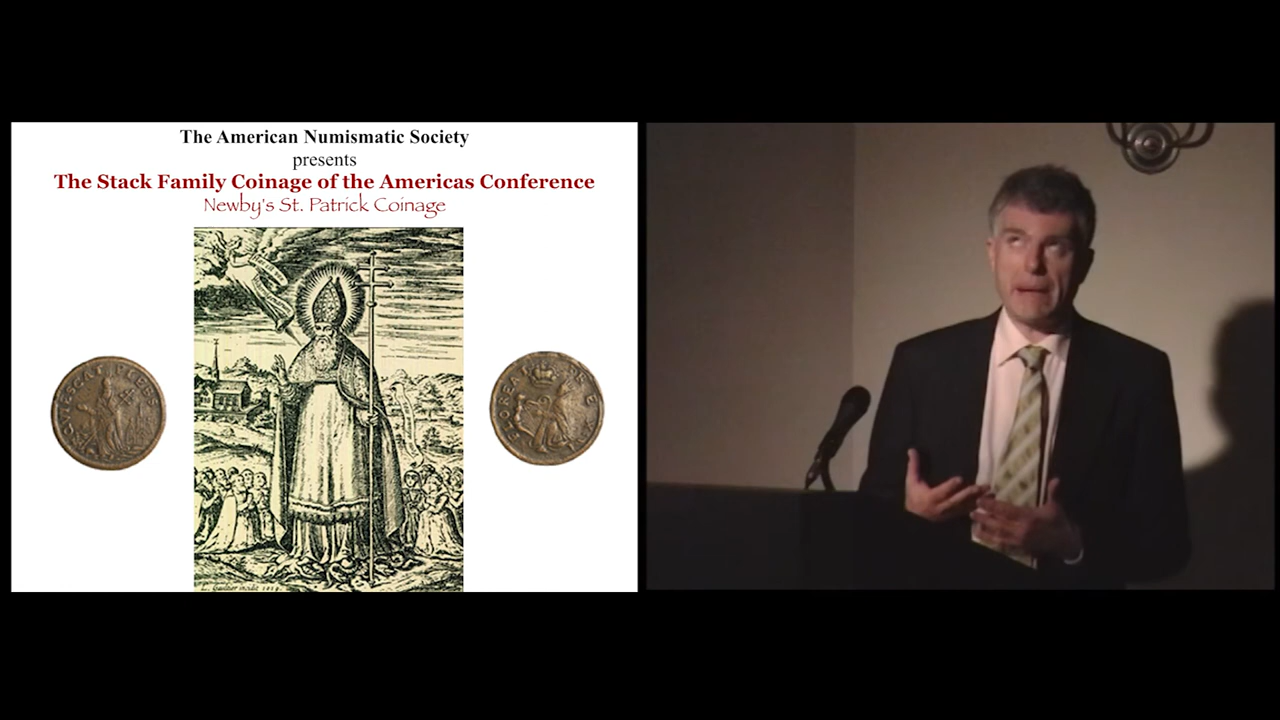 The American Numismatic Society
presents
The Stack Family Coinage of the Americas Conference
Newby's St. Patrick Coinage